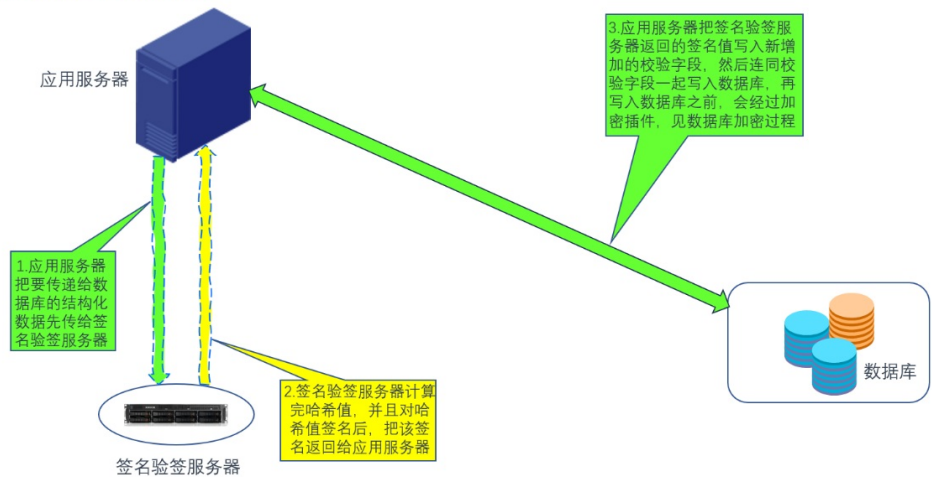 3.应用服务器把签名验签服
务器返回的签名值写入新增
加的校验字段，然后连同校
验字段一起写入数据库，再
写入数据库之前，会经过加
密插件，见数据库加密过程
应用服务器
1.应用服务器
把要传递给数
据库的结构化
数据先传给签
名验签服务器
数据库
2.签名验签服务器计算
完哈希值，并且对哈
希值签名后，把该签
名返回给应用服务器
签名验签服务器